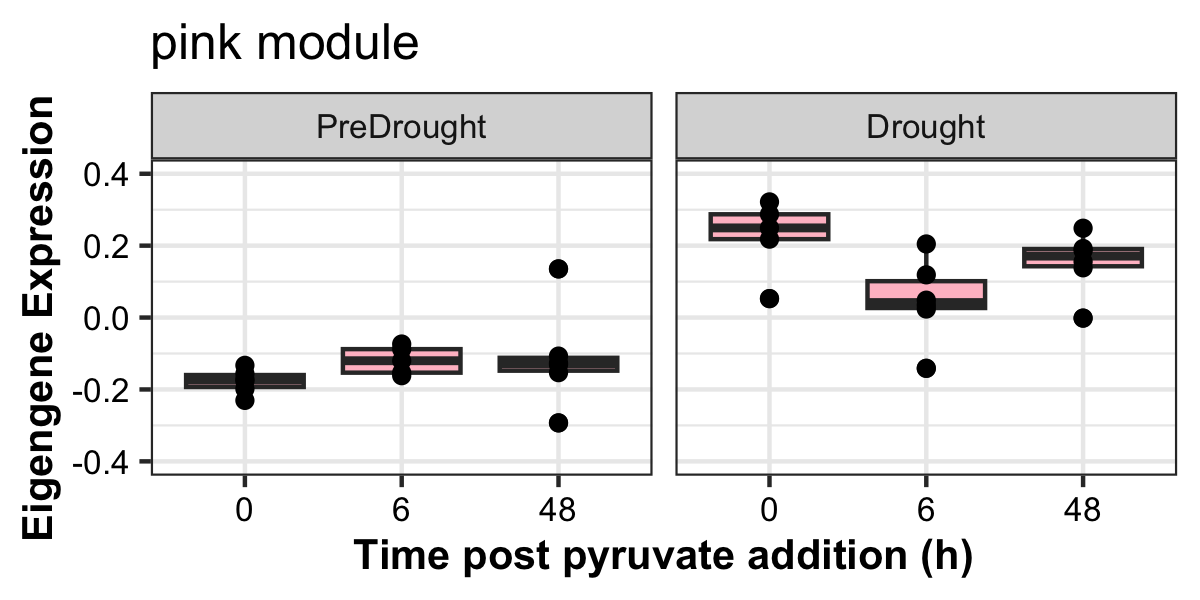 pink module
PreDrought Drought
Eigengene Expression
0.4
0.2
0.0
-0.2
-0.4
0 6 48 0 6 48
Time post pyruvate addition (h)